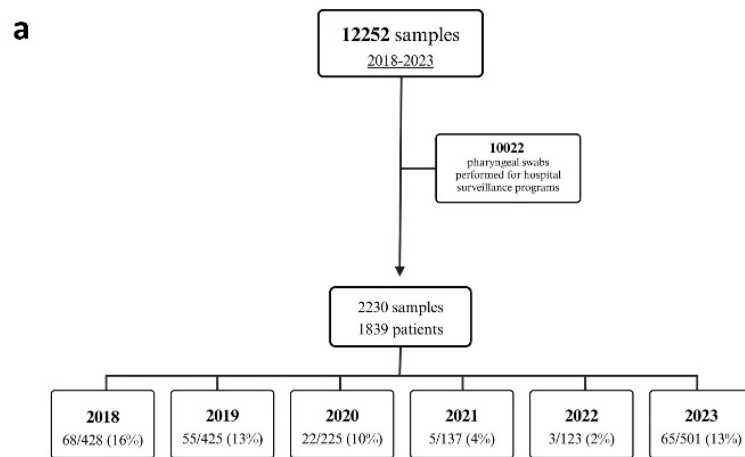 a
12252 samples
2018-2023
10022
pharyngeal swabs
performed for hospital
surveillance programs
2230 samples
1839 patients
2018
68/428 (16%)
2019
55/425 (13%)
2020
22/225 (10%)
2021
5/137 (4%)
2022
3/123 (2%)
2023
65/501 (13%)